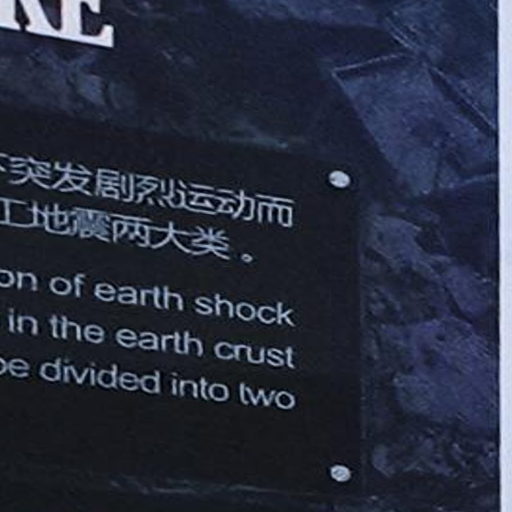 KE
突发剧烈运动而
工地震两大类。
on of earth shock
in the earth crust
be divided into two